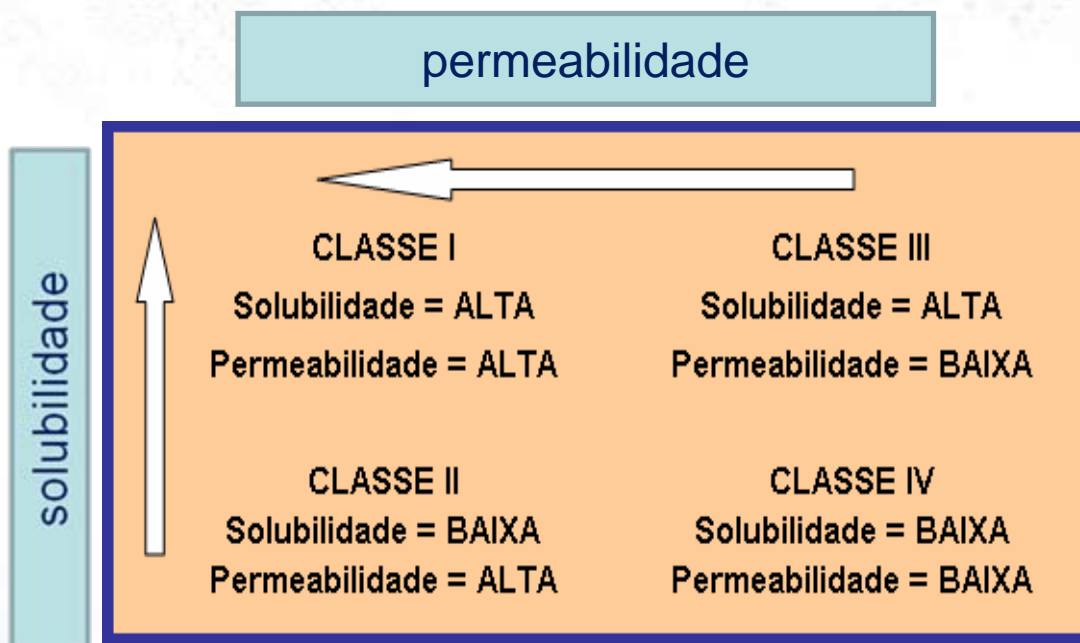 permeabilidade
solubilidade
CLASSE I
Solubilidade = ALTA
Permeabilidade = ALTA
CLASSE III
Solubilidade = ALTA
Permeabilidade = BAIXA
CLASSE II
Solubilidade = BAIXA
Permeabilidade = ALTA
CLASSE IV
Solubilidade = BAIXA
Permeabilidade = BAIXA